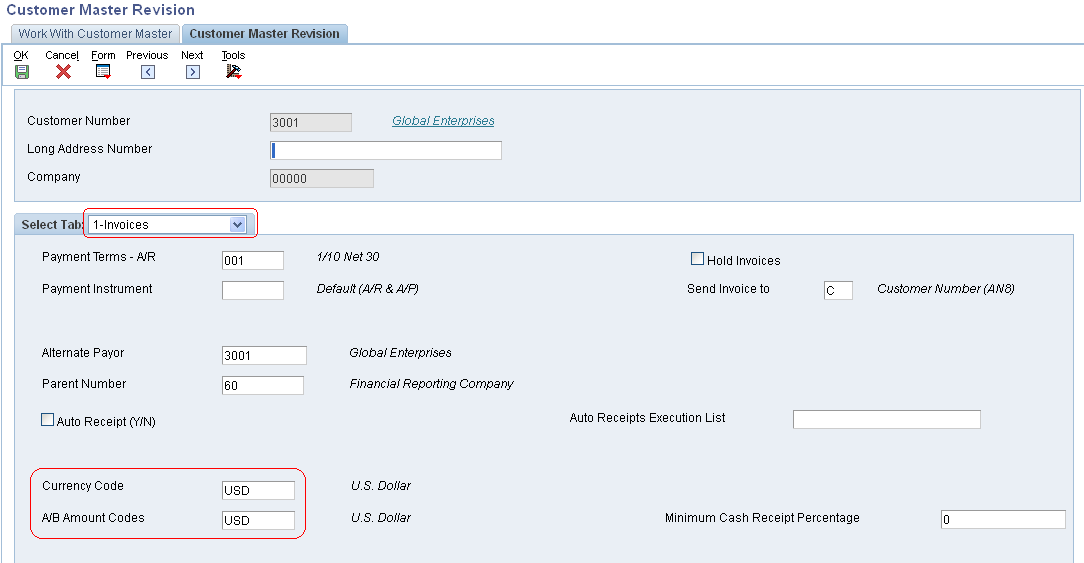 Customer Master Revision
Work With Customer Master Customer Master Revision
OK Cancel Form Previous Next Tools
Customer Number 3001 Global Enterprises
Long Address Number
Company 00000
Select Tab: 1-Invoices
Payment Terms - A/R 001 1/10 Net 30 Hold Invoices
Payment Instrument Default (A/R & A/P) Send Invoice to C Customer Number (AN8)
Alternate Payor 3001 Global Enterprises
Parent Number 60 Financial Reporting Company
Auto Receipt (Y/N) Auto Receipts Execution List
Currency Code USD U.S. Dollar
A/B Amount Codes USD U.S. Dollar Minimum Cash Receipt Percentage 0